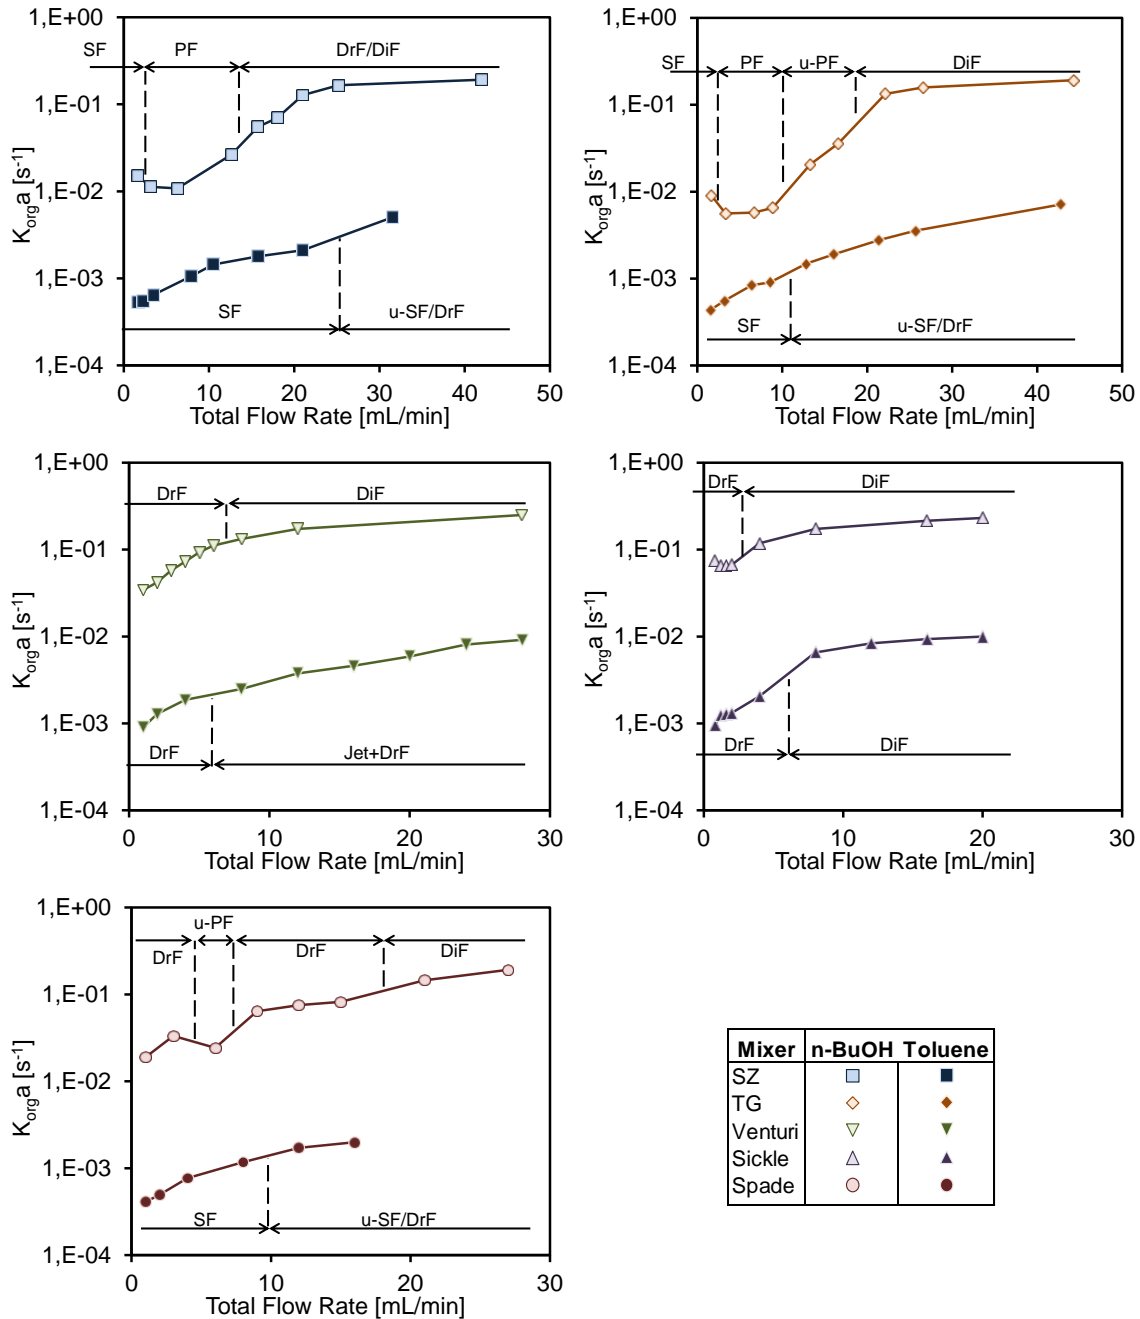 1,E+00
1,E-01
1,E-02
1,E-03
1,E-04
K_org a [s^-1]
SF PF DrF/DiF
SF u-SF/DrF
0 10 20 30 40 50
Total Flow Rate [mL/min]
1,E+00
1,E-01
1,E-02
1,E-03
1,E-04
K_org a [s^-1]
SF PF u-PF DiF
SF u-SF/DrF
0 10 20 30 40 50
Total Flow Rate [mL/min]
1,E+00
1,E-01
1,E-02
1,E-03
1,E-04
K_org a [s^-1]
DrF DiF
DrF Jet+DrF
0 10 20 30
Total Flow Rate [mL/min]
1,E+00
1,E-01
1,E-02
1,E-03
1,E-04
K_org a [s^-1]
DrF DiF
DrF DiF
0 10 20 30
Total Flow Rate [mL/min]
1,E+00
1,E-01
1,E-02
1,E-03
1,E-04
K_org a [s^-1]
u-PF
DrF DrF DiF
SF u-SF/DrF
0 10 20 30
Total Flow Rate [mL/min]
Mixer n-BuOH Toluene
SZ
TG
Venturi
Sickle
Spade